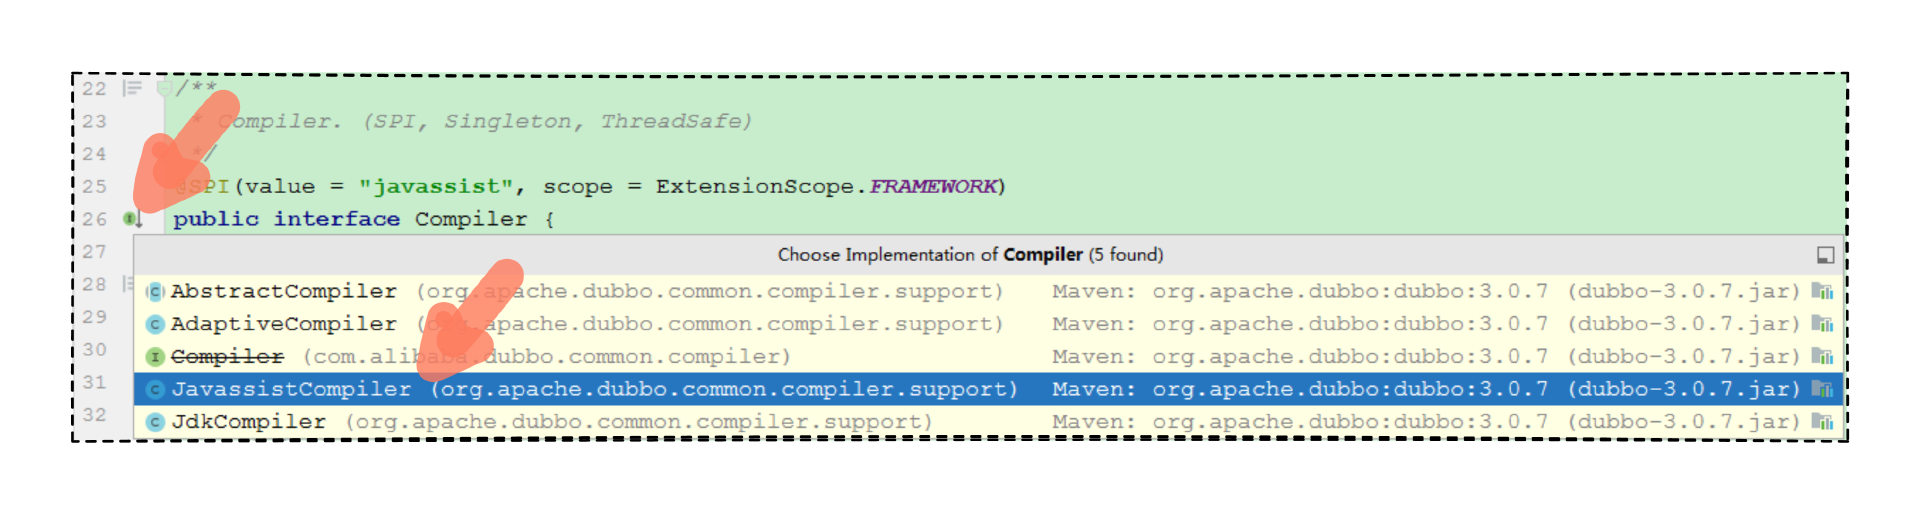 22 /**
23 * Compiler. (SPI, Singleton, ThreadSafe)
24 */
25 @SPI(value = "javassist", scope = ExtensionScope.FRAMEWORK)
26 public interface Compiler {
27
Choose Implementation of Compiler (5 found)
28 AbstractCompiler (org.apache.dubbo.common.compiler.support) Maven: org.apache.dubbo:dubbo:3.0.7 (dubbo-3.0.7.jar)
29 AdaptiveCompiler (org.apache.dubbo.common.compiler.support) Maven: org.apache.dubbo:dubbo:3.0.7 (dubbo-3.0.7.jar)
30 Compiler (com.alibaba.dubbo.common.compiler) Maven: org.apache.dubbo:dubbo:3.0.7 (dubbo-3.0.7.jar)
31 JavassistCompiler (org.apache.dubbo.common.compiler.support) Maven: org.apache.dubbo:dubbo:3.0.7 (dubbo-3.0.7.jar)
32 JdkCompiler (org.apache.dubbo.common.compiler.support) Maven: org.apache.dubbo:dubbo:3.0.7 (dubbo-3.0.7.jar)